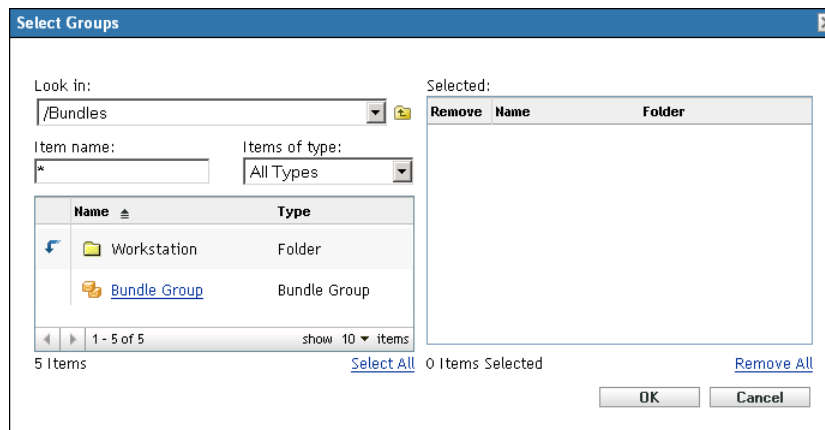 Select Groups
Look in:
/Bundles
Item name:
Items of type:
*
All Types
Name
Type
Workstation
Folder
Bundle Group
Bundle Group
1 - 5 of 5
show 10 items
5 Items
Select All
Selected:
Remove
Name
Folder
0 Items Selected
Remove All
OK
Cancel